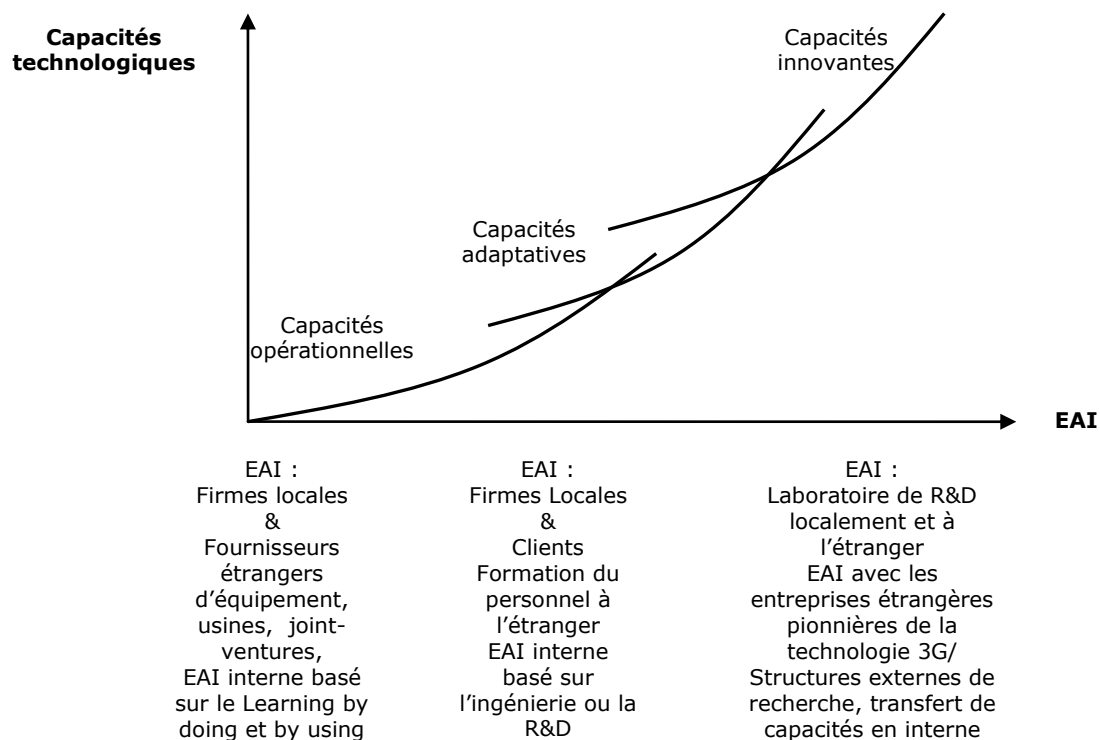 Capacités
technologiques
Capacités
innovantes
Capacités
adaptatives
Capacités
opérationnelles
EAI
EAI :
Firmes locales
&
Fournisseurs
étrangers
d'équipement,
usines, joint-
ventures,
EAI interne basé
sur le Learning by
doing et by using
EAI :
Firmes Locales
&
Clients
Formation du
personnel à
l'étranger
EAI interne
basé sur
l'ingénierie ou la
R&D
EAI :
Laboratoire de R&D
localement et à
l'étranger
EAI avec les
entreprises étrangères
pionnières de la
technologie 3G/
Structures externes de
recherche, transfert de
capacités en interne